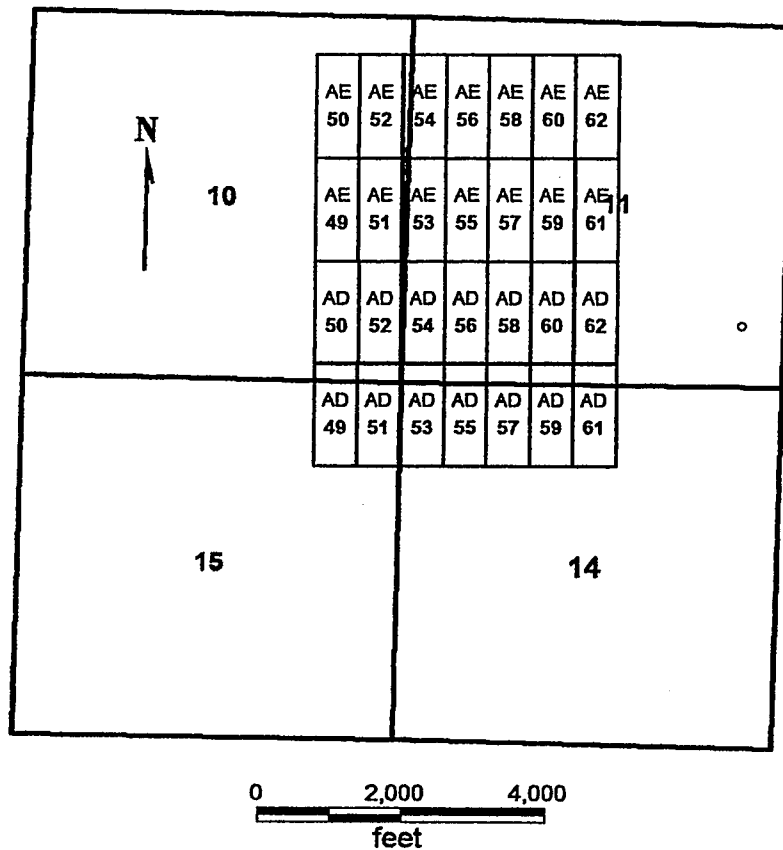 AE AE AE AE AE AE AE
50 52 54 56 58 60 62
N
10
AE AE AE AE AE AE AE
49 51 53 55 57 59 61
11
AD AD AD AD AD AD AD
50 52 54 56 58 60 62
AD AD AD AD AD AD AD
49 51 53 55 57 59 61
15
14
0 2,000 4,000
feet